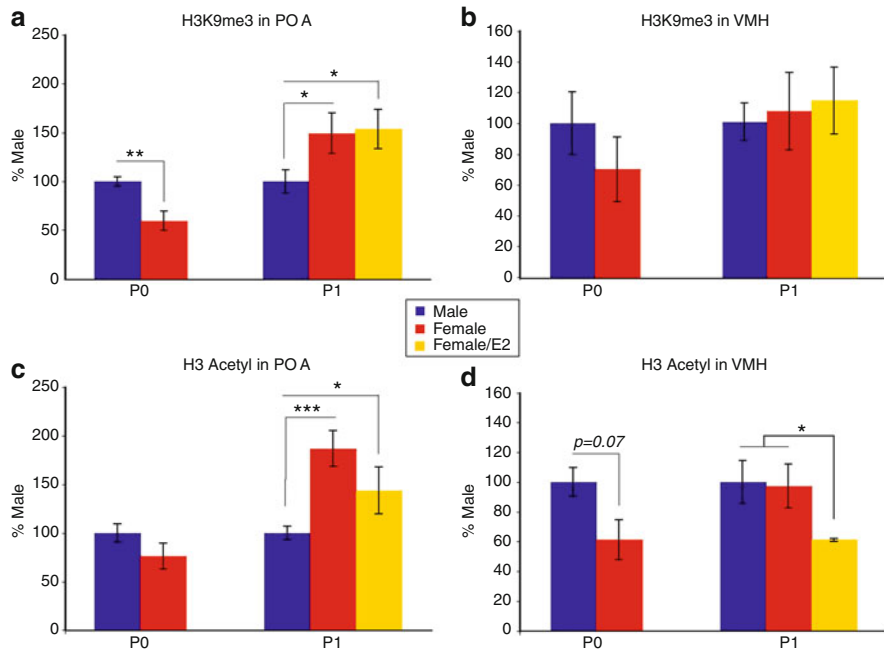 a
H3K9me3 in PO A
250
200
150
100
50
0
% Male
**
*
*
P0
P1
b
H3K9me3 in VMH
160
140
120
100
80
60
40
20
0
% Male
P0
P1
Male
Female
Female/E2
c
H3 Acetyl in PO A
250
200
150
100
50
0
% Male
***
*
P0
P1
d
H3 Acetyl in VMH
160
140
120
100
80
60
40
20
0
% Male
p=0.07
*
P0
P1